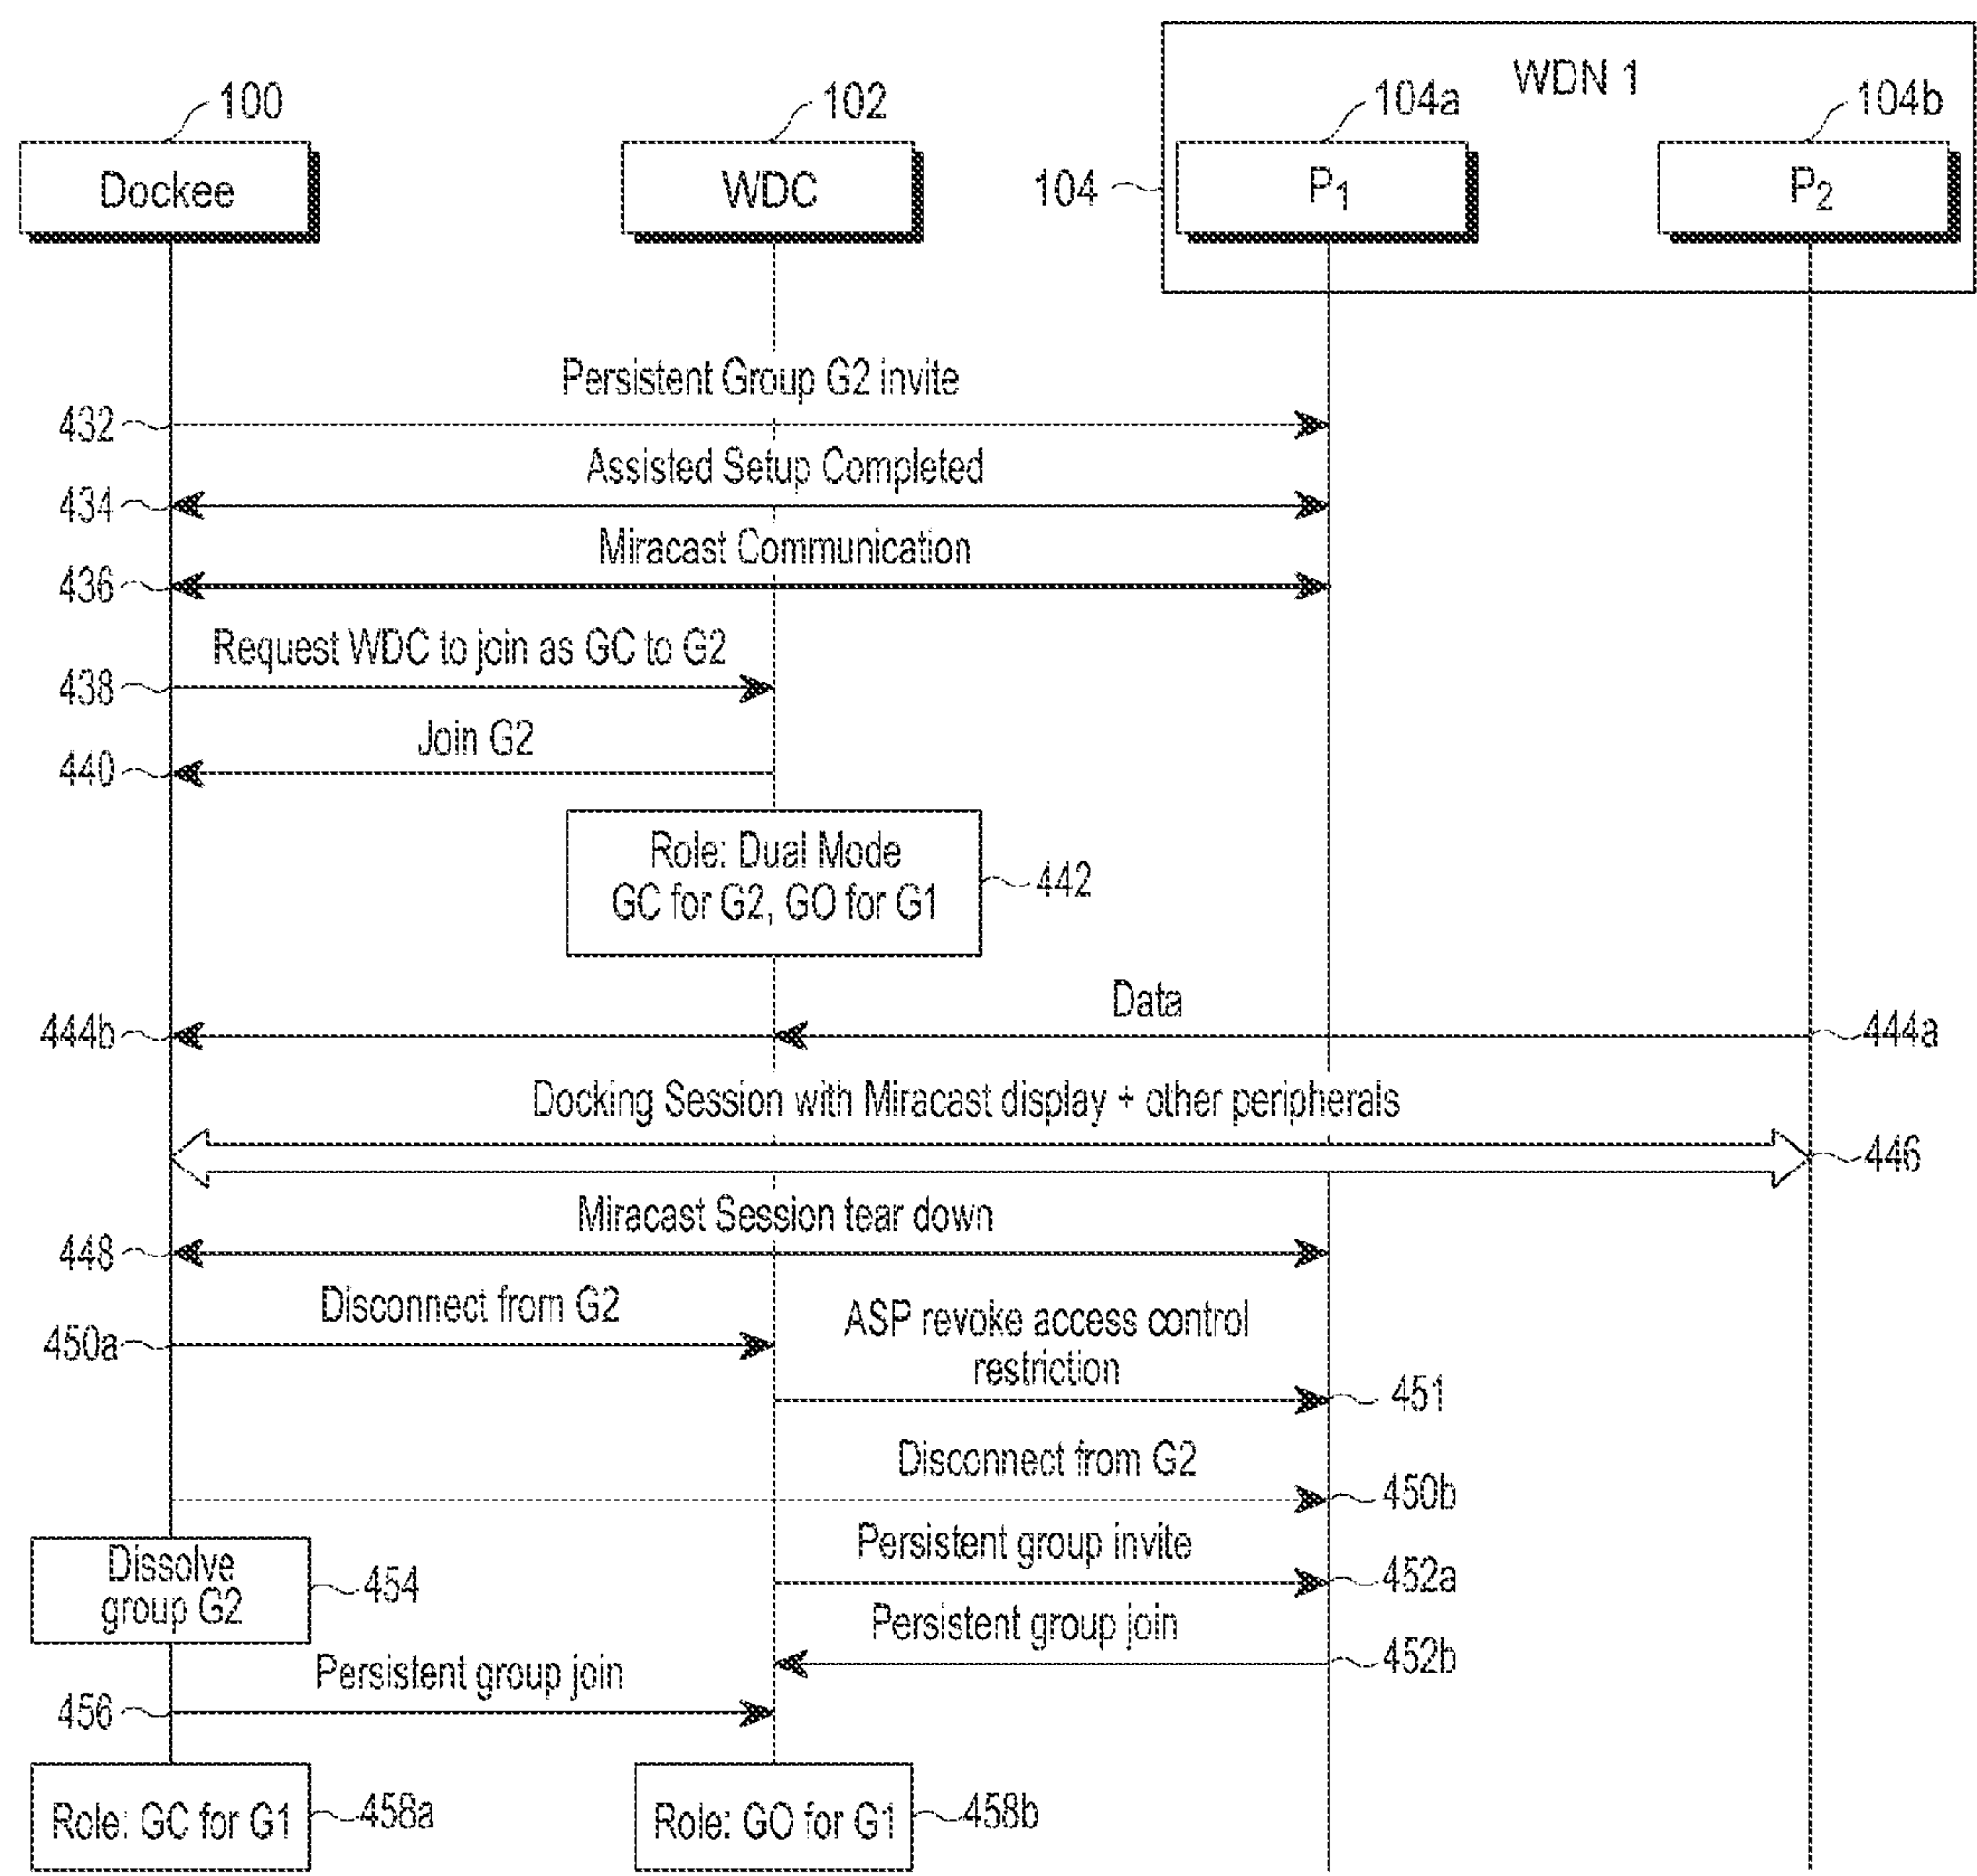 WDN 1
100
102
104a
104b
Dockee
WDC
104
P1
P2
Persistent Group G2 invite
432
Assisted Setup Completed
434
Miracast Communication
436
Request WDC to join as GC to G2
438
Join G2
440
Role: Dual Mode
GC for G2, GO for G1
442
Data
444b
444a
Docking Session with Miracast display + other peripherals
446
Miracast Session tear down
448
Disconnect from G2
450a
ASP revoke access control
restriction
451
Disconnect from G2
450b
Persistent group invite
452a
Dissolve
group G2
454
Persistent group join
452b
Persistent group join
456
Role: GC for G1
458a
Role: GO for G1
458b